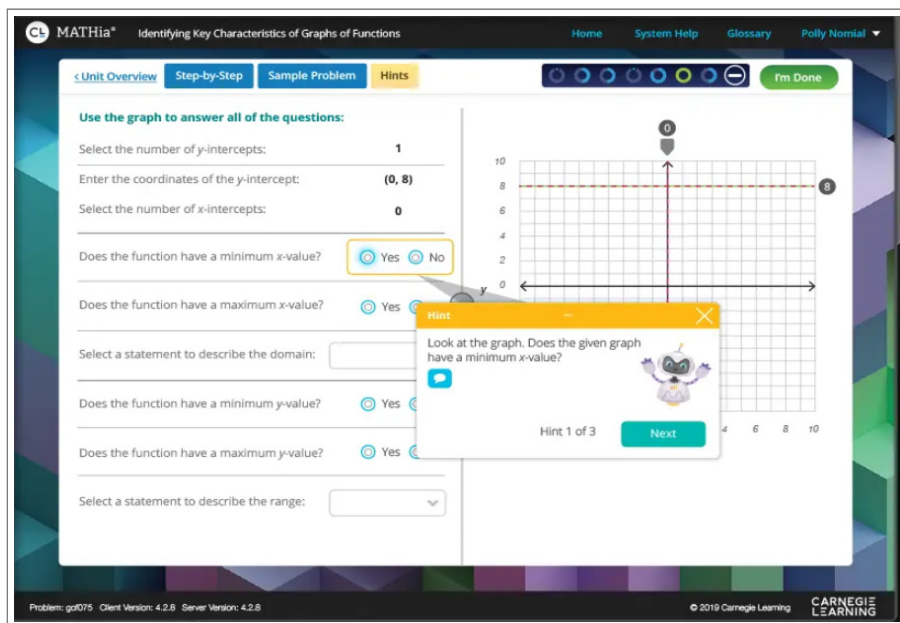 CL MATHia® Identifying Key Characteristics of Graphs of Functions Home System Help Glossary Polly Nomial
< Unit Overview Step-by-Step Sample Problem Hints I'm Done
Use the graph to answer all of the questions:
Select the number of y-intercepts: 1
Enter the coordinates of the y-intercept: (0, 8)
Select the number of x-intercepts: 0
Does the function have a minimum x-value? Yes No
Does the function have a maximum x-value? Yes
Select a statement to describe the domain:
Does the function have a minimum y-value? Yes
Does the function have a maximum y-value? Yes
Select a statement to describe the range:
0
10
8 8
6
4
2
0
y
Hint
Look at the graph. Does the given graph
have a minimum x-value?
Hint 1 of 3 Next
4 6 8 10
Problem: gof075 Client Version: 4.2.8 Server Version: 4.2.8 © 2019 Carnegie Learning
CARNEGIE
LEARNING